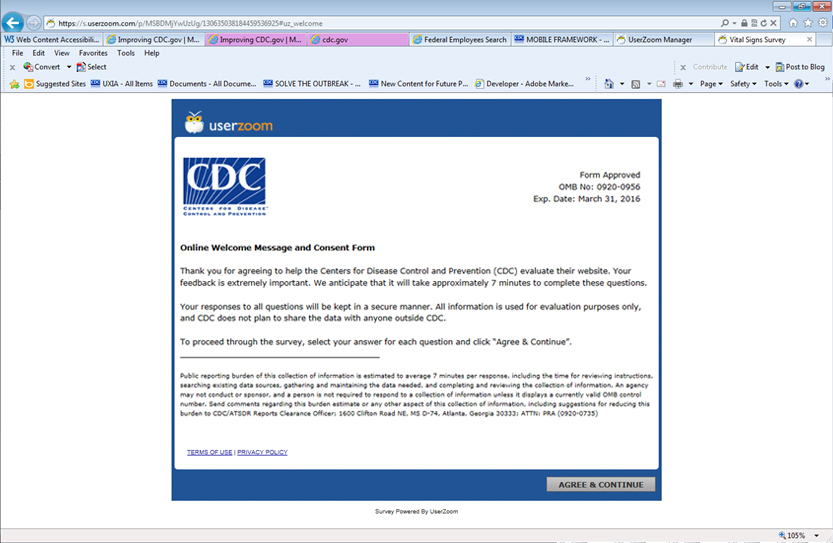 https://s.userzoom.com/p/MSBDMjYwUzUg/130635038184459536925#uz_welcome
W3 Web Content Accessibili... Improving CDC.gov | M... Improving CDC.gov | M... cdc.gov Federal Employees Search MOBILE FRAMEWORK - ... UserZoom Manager Vital Signs Survey
File Edit View Favorites Tools Help
Convert Select Contribute Edit Post to Blog
Suggested Sites UXIA - All Items Documents - All Docume... SOLVE THE OUTBREAK - ... New Content for Future P... Developer - Adobe Marke... Page Safety Tools
userzoom
CDC
CENTERS FOR DISEASE
CONTROL AND PREVENTION
Form Approved
OMB No: 0920-0956
Exp. Date: March 31, 2016
Online Welcome Message and Consent Form
Thank you for agreeing to help the Centers for Disease Control and Prevention (CDC) evaluate their website. Your
feedback is extremely important. We anticipate that it will take approximately 7 minutes to complete these questions.
Your responses to all questions will be kept in a secure manner. All information is used for evaluation purposes only,
and CDC does not plan to share the data with anyone outside CDC.
To proceed through the survey, select your answer for each question and click "Agree & Continue".
Public reporting burden of this collection of information is estimated to average 7 minutes per response, including the time for reviewing instructions,
searching existing data sources, gathering and maintaining the data needed, and completing and reviewing the collection of information. An agency
may not conduct or sponsor, and a person is not required to respond to a collection of information unless it displays a currently valid OMB control
number. Send comments regarding this burden estimate or any other aspect of this collection of information, including suggestions for reducing this
burden to CDC/ATSDR Reports Clearance Officer; 1600 Clifton Road NE, MS D-74, Atlanta, Georgia 30333; ATTN: PRA (0920-0735)
TERMS OF USE | PRIVACY POLICY
AGREE & CONTINUE
Survey Powered By UserZoom
105%